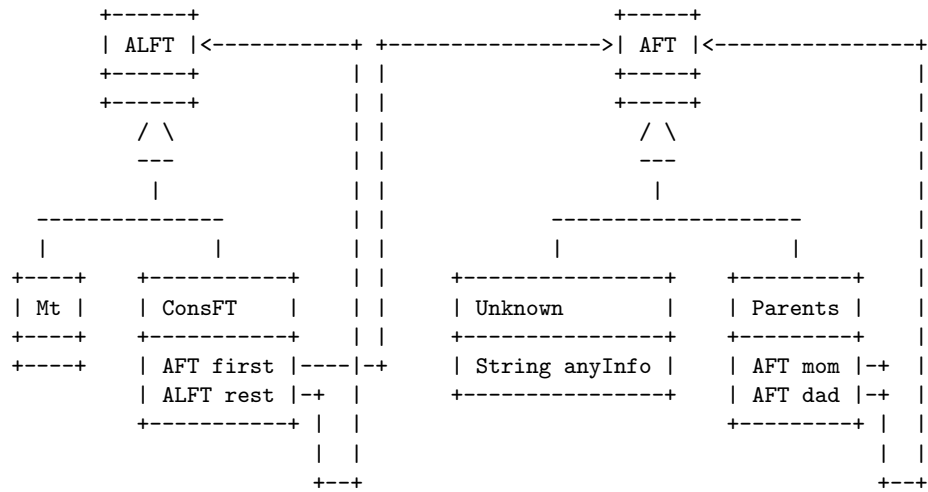 ALFT AFT
Mt ConsFT Unknown Parents
AFT first String anyInfo AFT mom
ALFT rest AFT dad